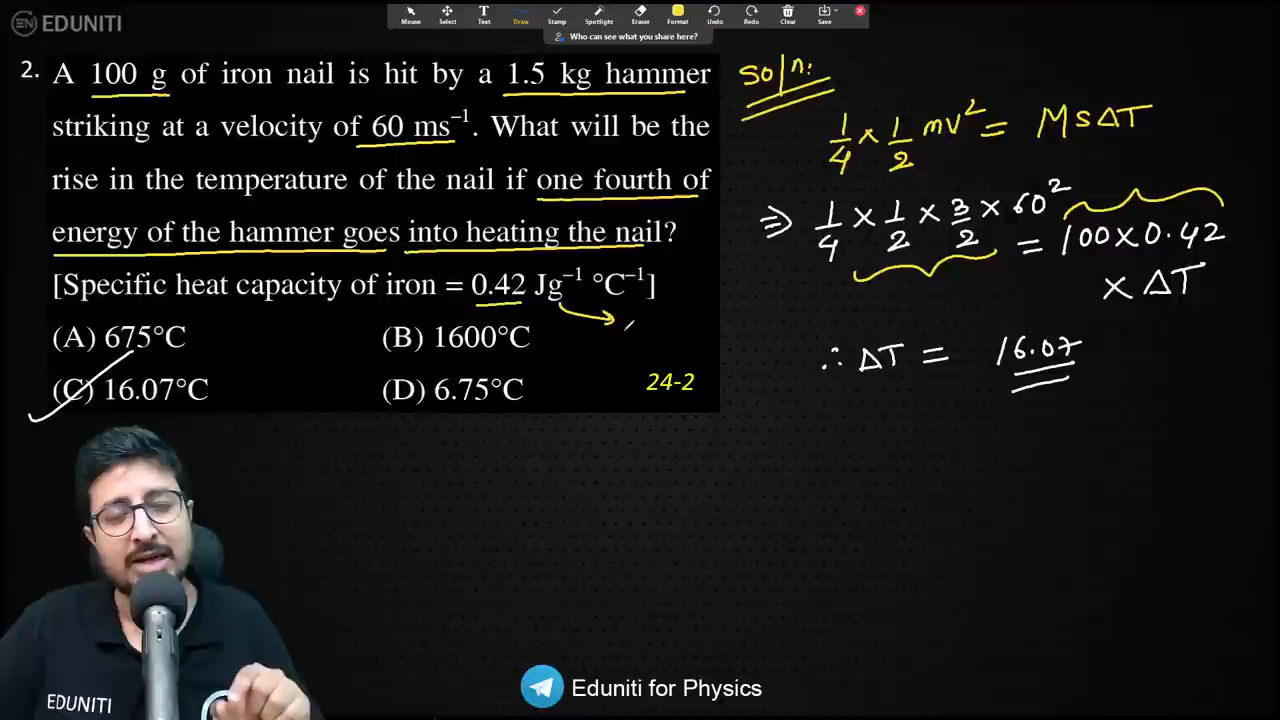 EDUNITI
Mouse Select Text Draw Stamp Spotlight Eraser Format Undo Redo Clear Save
Who can see what you share here?
2. A 100 g of iron nail is hit by a 1.5 kg hammer
striking at a velocity of 60 ms⁻¹. What will be the
rise in the temperature of the nail if one fourth of
energy of the hammer goes into heating the nail?
[Specific heat capacity of iron = 0.42 Jg⁻¹ °C⁻¹]
(A) 675°C (B) 1600°C
(C) 16.07°C (D) 6.75°C
24-2
Soln:
1/4 × 1/2 mv² = MsΔT
⇒ 1/4 × 1/2 × 3/2 × 60² = 100×0.42
× ΔT
∴ ΔT = 16.07
EDUNITI
Eduniti for Physics